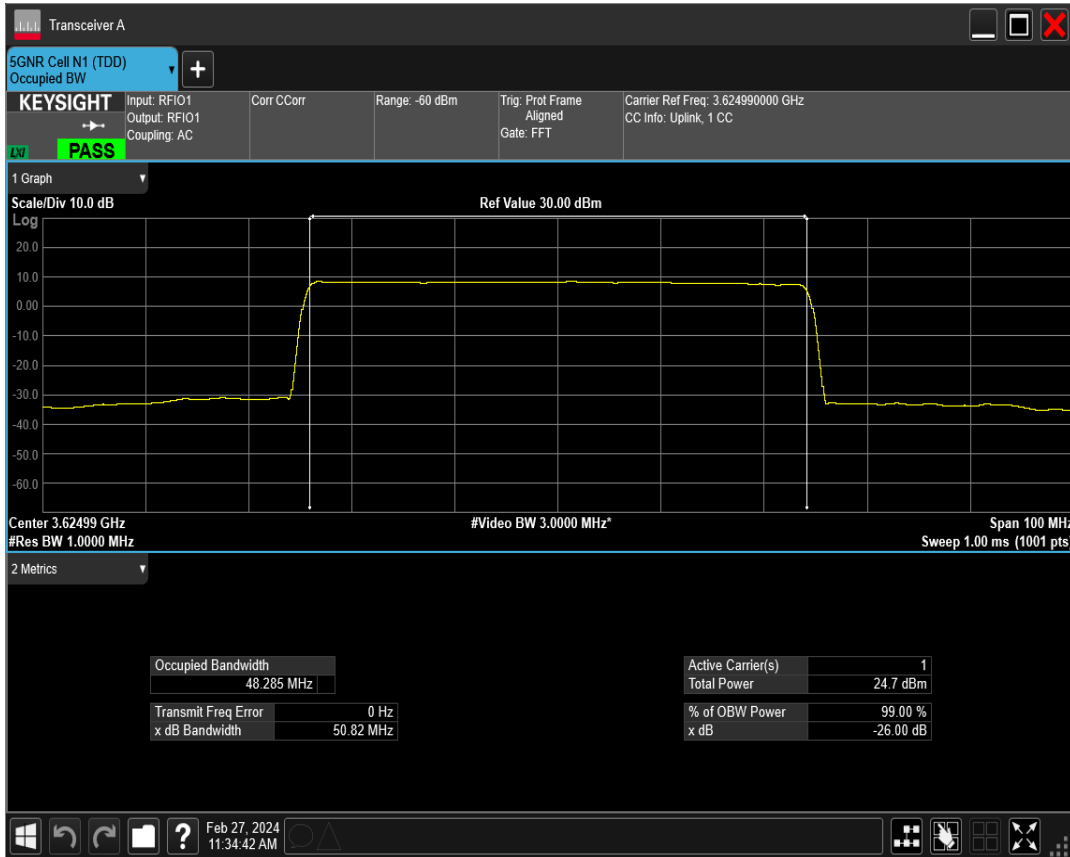 Transceiver A
5GNR Cell N1 (TDD)
Occupied BW
+
KEYSIGHT
LXI
PASS
Input: RFIO1
Output: RFIO1
Coupling: AC
Corr CCorr
Range: -60 dBm
Trig: Prot Frame
Aligned
Gate: FFT
Carrier Ref Freq: 3.624990000 GHz
CC Info: Uplink, 1 CC
1 Graph
Scale/Div 10.0 dB
Ref Value 30.00 dBm
Log
20.0
10.0
0.00
-10.0
-20.0
-30.0
-40.0
-50.0
-60.0
Center 3.62499 GHz
#Video BW 3.0000 MHz*
Span 100 MHz
#Res BW 1.0000 MHz
Sweep 1.00 ms (1001 pts)
2 Metrics
Occupied Bandwidth
48.285 MHz
Transmit Freq Error 0 Hz
x dB Bandwidth 50.82 MHz
Active Carrier(s) 1
Total Power 24.7 dBm
% of OBW Power 99.00 %
x dB -26.00 dB
?
Feb 27, 2024
11:34:42 AM